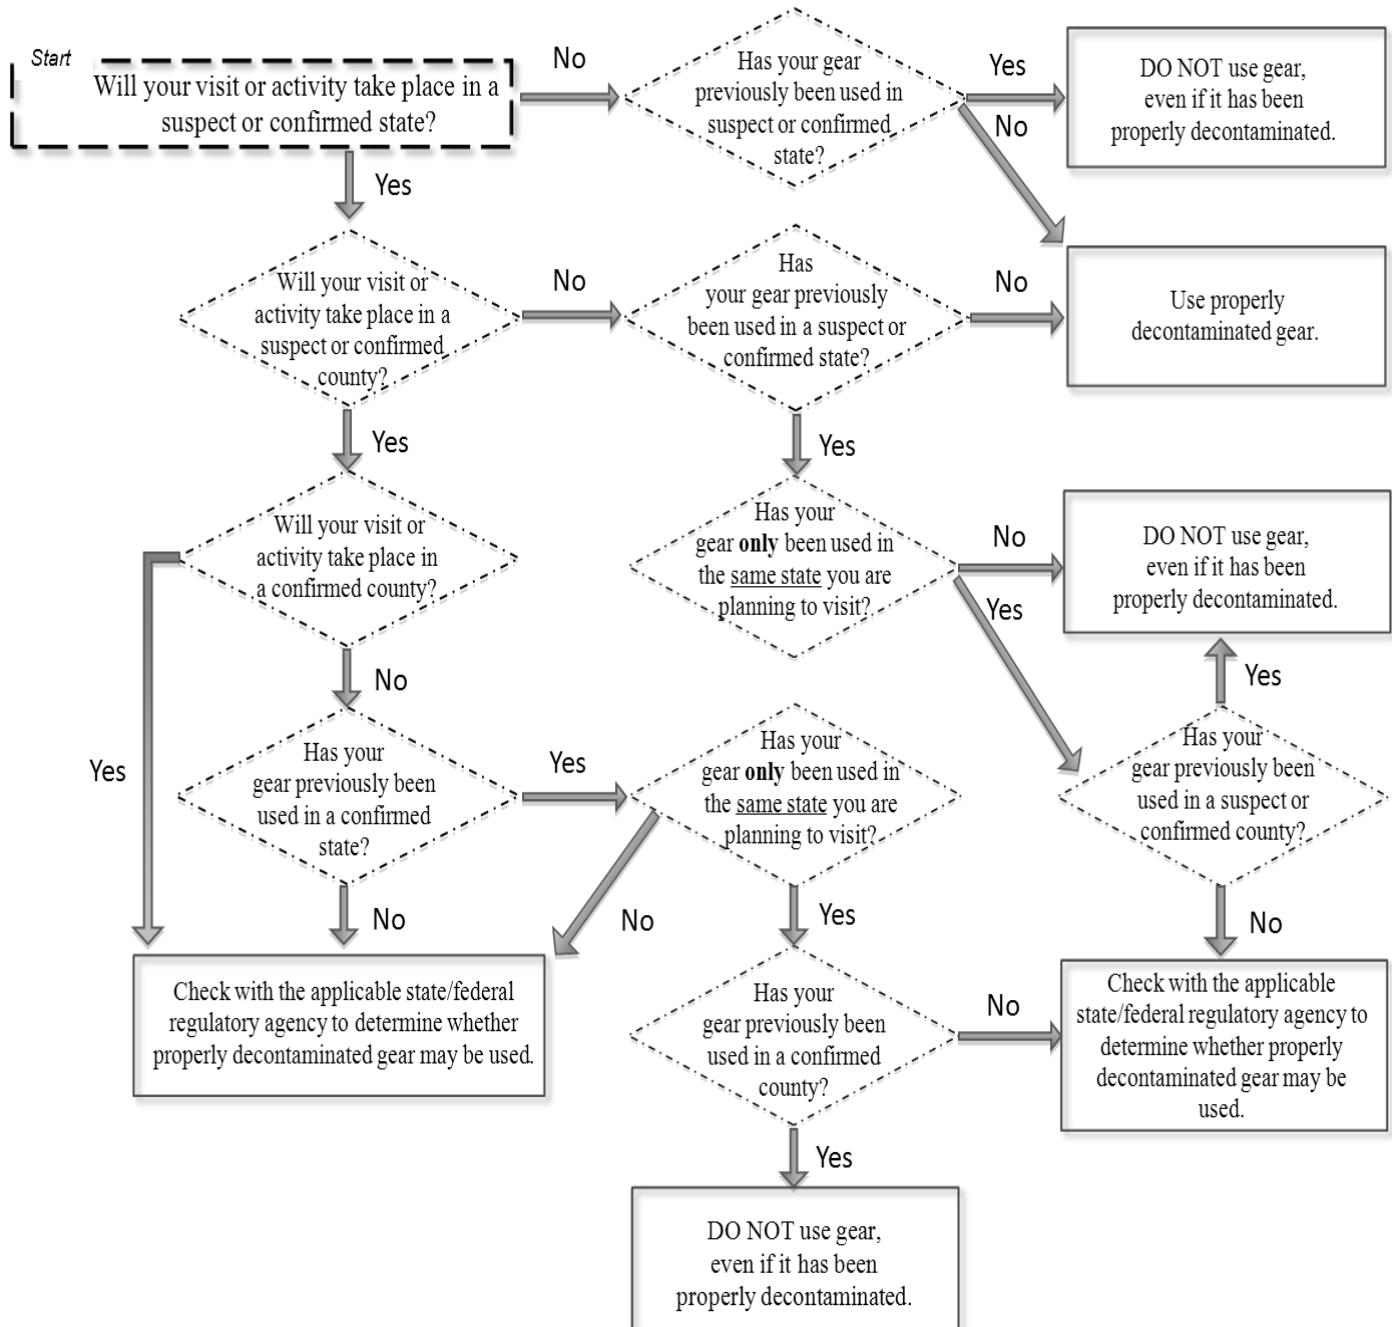 Start
Will your visit or activity take place in a
suspect or confirmed state?
No
Has your gear
previously been used in
suspect or confirmed
state?
Yes
No
DO NOT use gear,
even if it has been
properly decontaminated.
Yes
Will your visit or
activity take place in a
suspect or confirmed
county?
No
Has
your gear previously
been used in a suspect or
confirmed state?
No
Use properly
decontaminated gear.
Yes
Yes
Will your visit or
activity take place in
a confirmed county?
Has your
gear only been used in
the same state you are
planning to visit?
No
Yes
DO NOT use gear,
even if it has been
properly decontaminated.
Yes
No
Yes
Has your
gear previously been
used in a confirmed
state?
Yes
Has your
gear only been used in
the same state you are
planning to visit?
Has your
gear previously been
used in a suspect or
confirmed county?
No
No
Yes
No
Check with the applicable state/federal
regulatory agency to determine whether
properly decontaminated gear may be used.
Has your
gear previously been
used in a confirmed
county?
No
Check with the applicable
state/federal regulatory agency to
determine whether properly
decontaminated gear may be
used.
Yes
DO NOT use gear,
even if it has been
properly decontaminated.